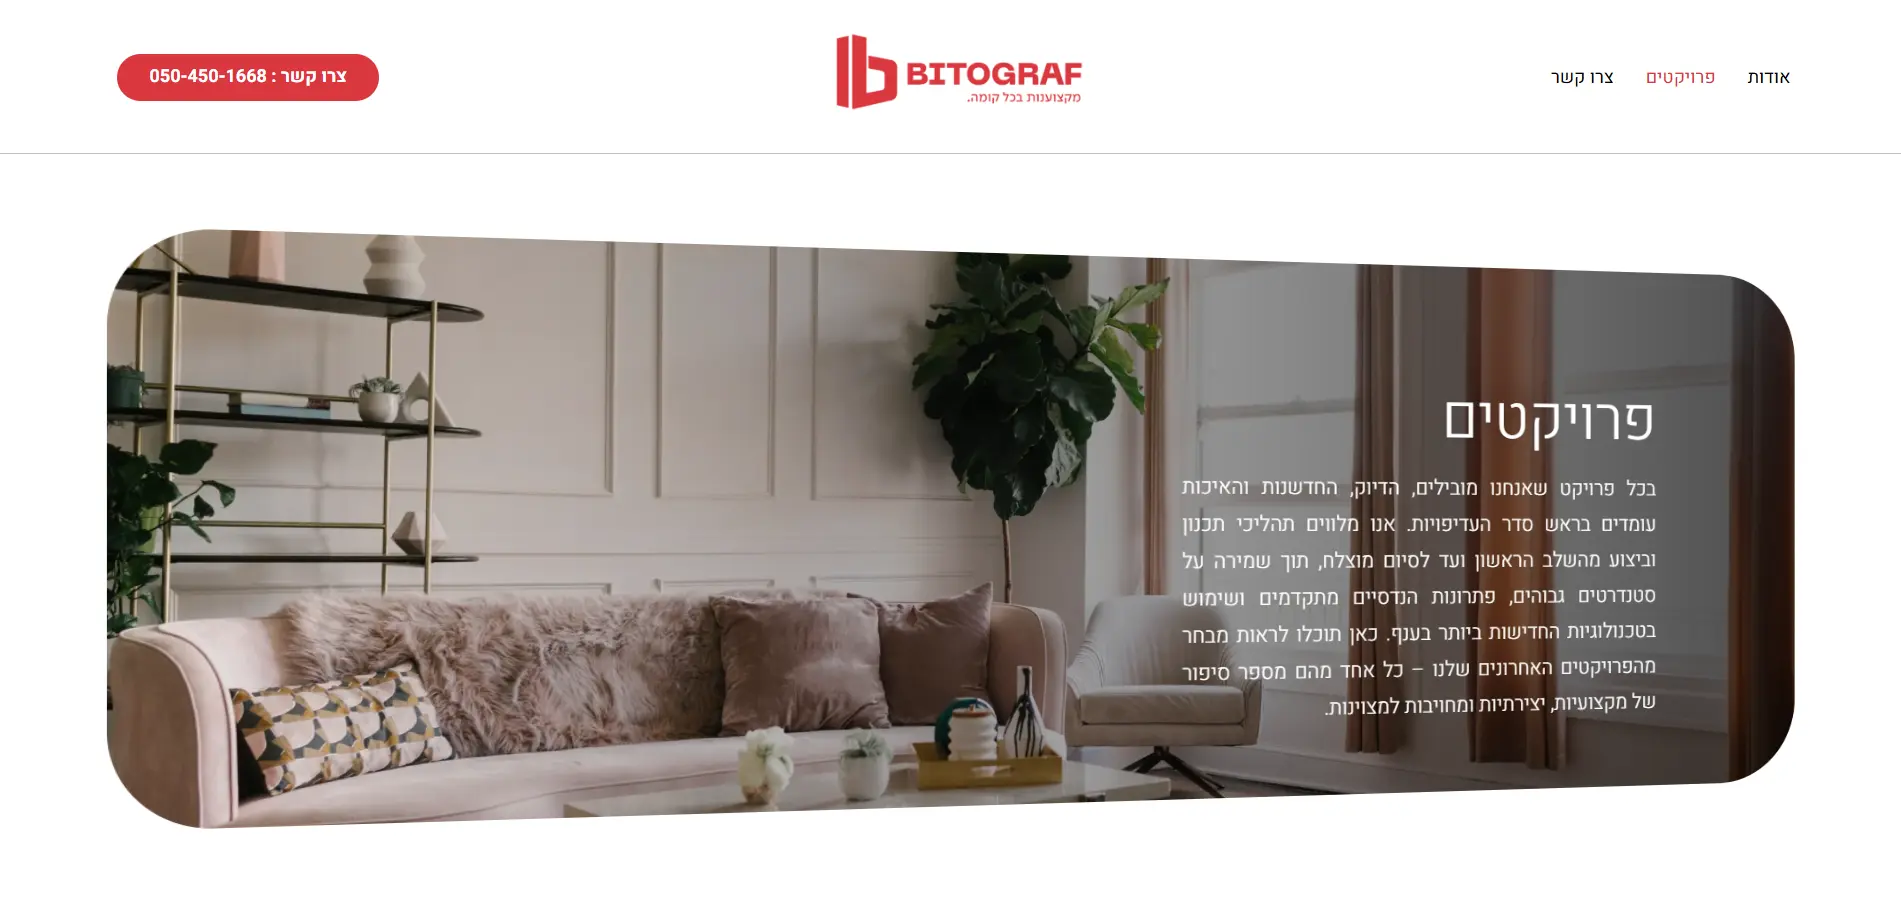 אודות
פרויקטים
צרו קשר
BITOGRAF
מקצוענות בכל קומה.
צרו קשר : 050-450-1668
פרויקטים
בכל פרויקט שאנחנו מובילים, הדיוק, החדשנות והאיכות
עומדים בראש סדר העדיפויות. אנו מלווים תהליכי תכנון
וביצוע מהשלב הראשון ועד לסיום מוצלח, תוך שמירה על
סטנדרטים גבוהים, פתרונות הנדסיים מתקדמים ושימוש
בטכנולוגיות החדישות ביותר בענף. כאן תוכלו לראות מבחר
מהפרויקטים האחרונים שלנו – כל אחד מהם מספר סיפור
של מקצועיות, יצירתיות ומחויבות למצוינות.